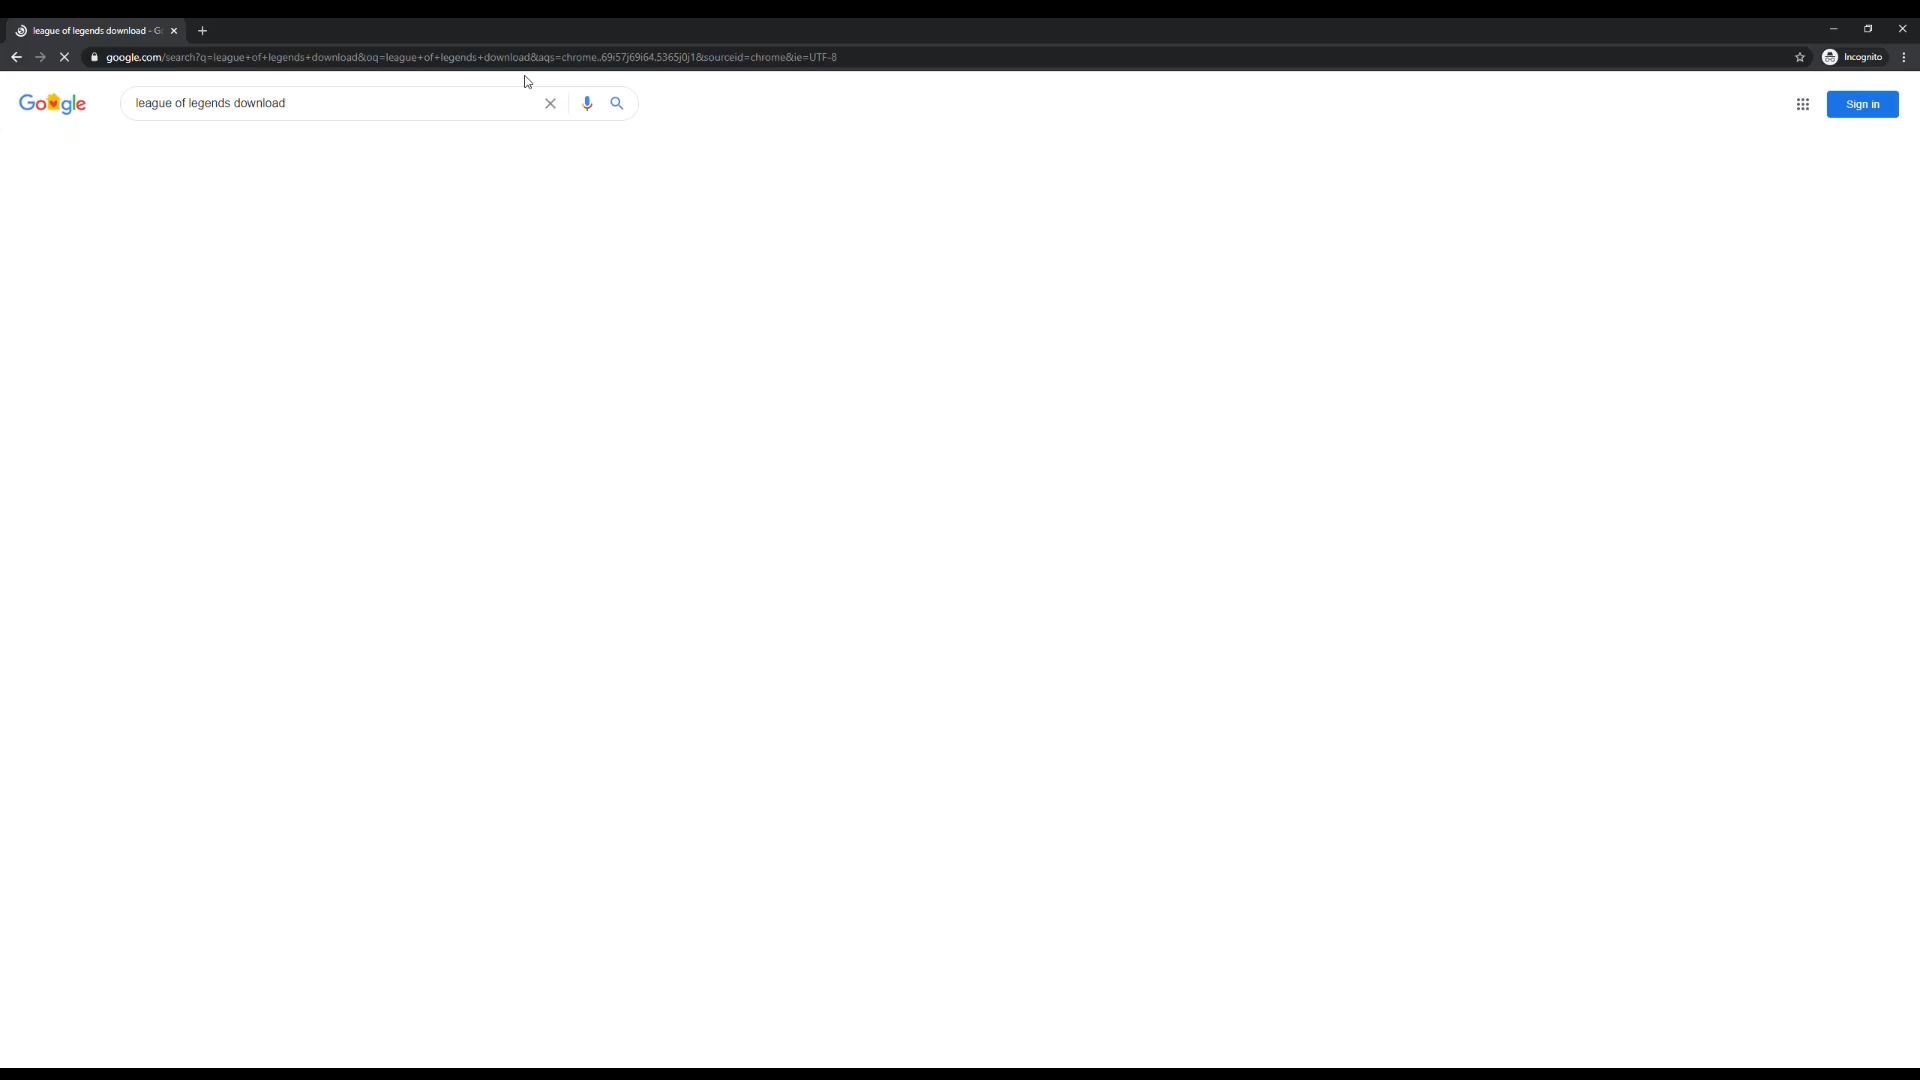 league of legends download - G
google.com/search?q=league+of+legends+download&oq=league+of+legends+download&aqs=chrome..69i57j69i64.5365j0j1&sourceid=chrome&ie=UTF-8
Incognito
Google
league of legends download
Sign in